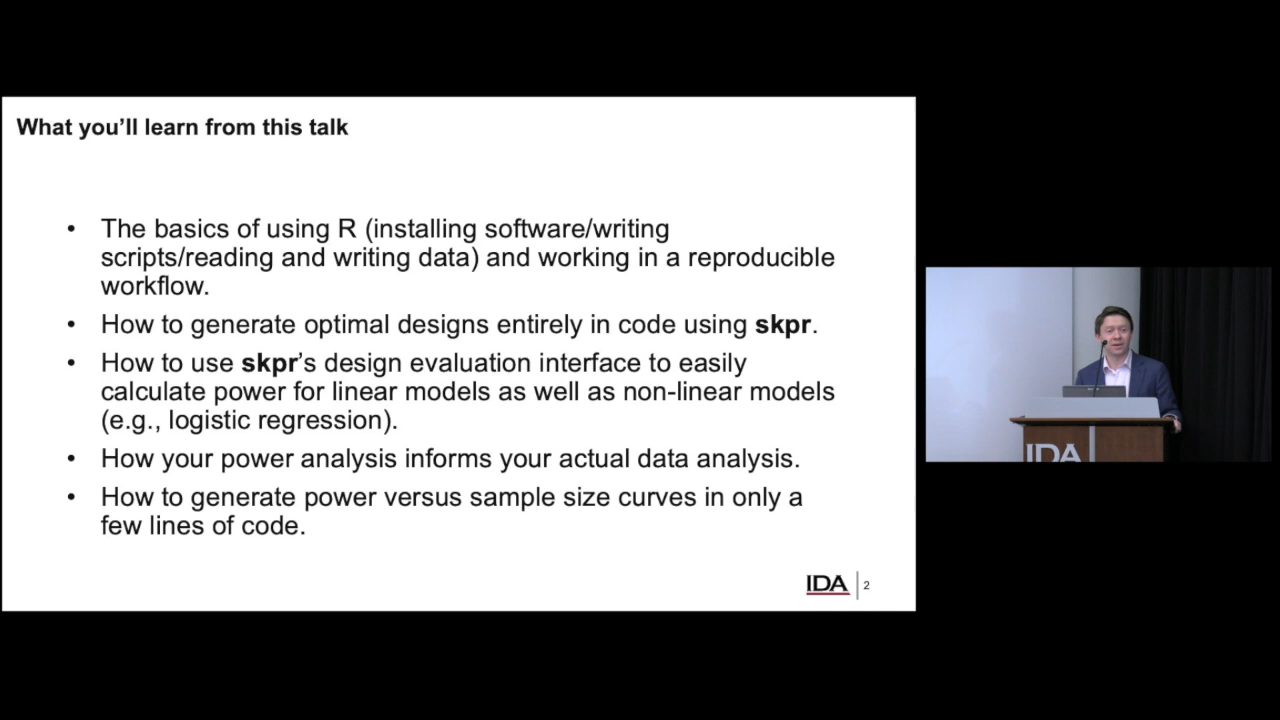 What you’ll learn from this talk
• The basics of using R (installing software/writing
scripts/reading and writing data) and working in a reproducible
workflow.
• How to generate optimal designs entirely in code using skpr.
• How to use skpr’s design evaluation interface to easily
calculate power for linear models as well as non-linear models
(e.g., logistic regression).
• How your power analysis informs your actual data analysis.
• How to generate power versus sample size curves in only a
few lines of code.
IDA 2
IDA